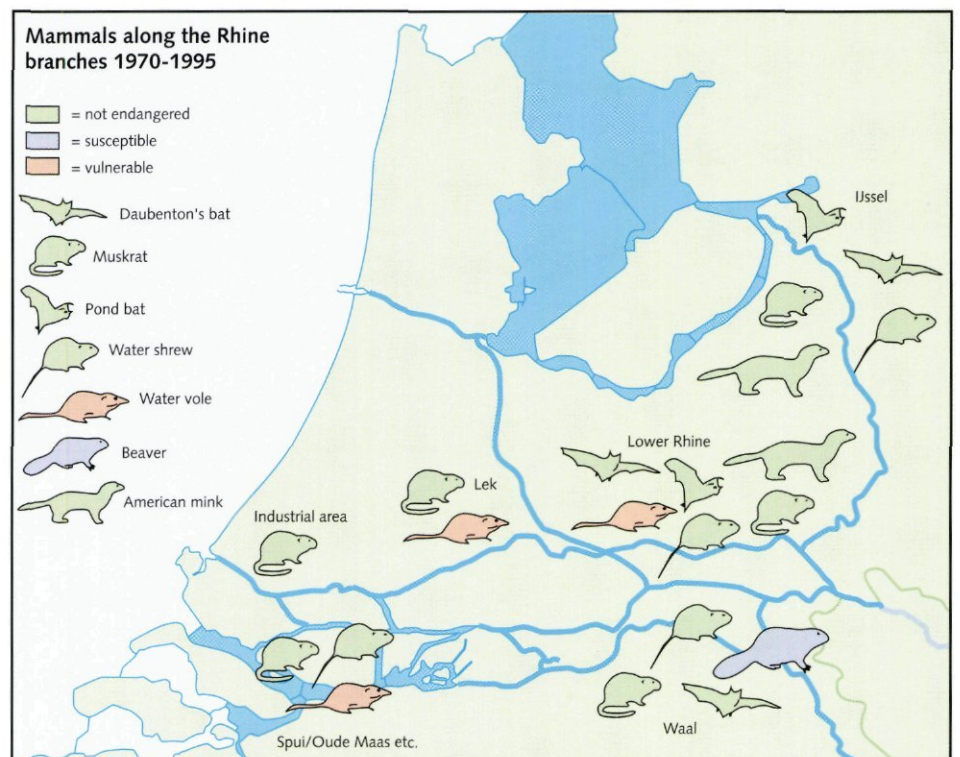 Mammals along the Rhine
branches 1970-1995
= not endangered
= susceptible
= vulnerable
Daubenton's bat
Muskrat
Pond bat
Water shrew
Water vole
Beaver
American mink
IJssel
Lower Rhine
Lek
Industrial area
Waal
Spui/Oude Maas etc.